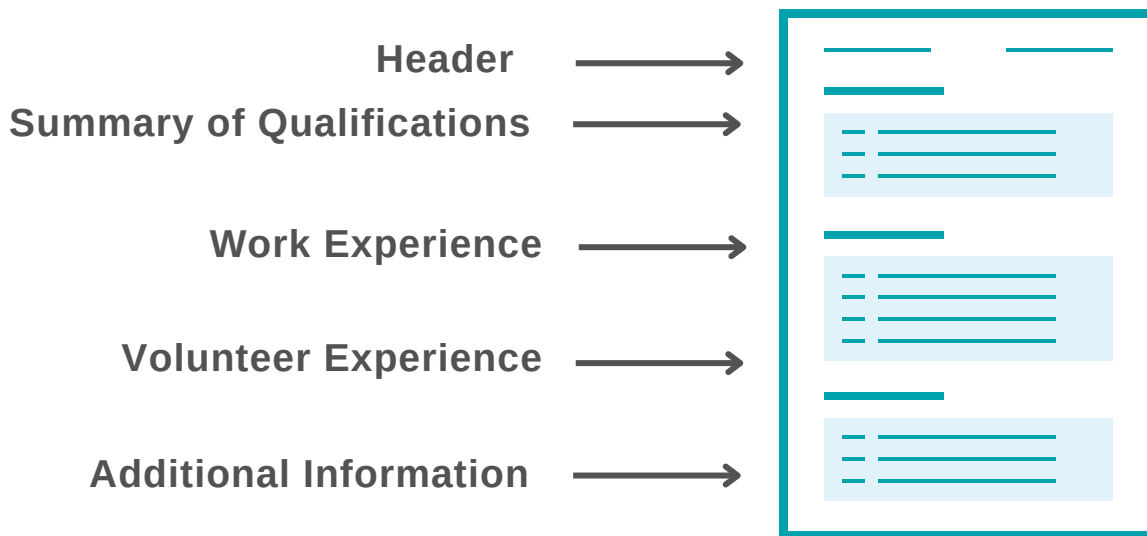 Header
Summary of Qualifications
Work Experience
Volunteer Experience
Additional Information